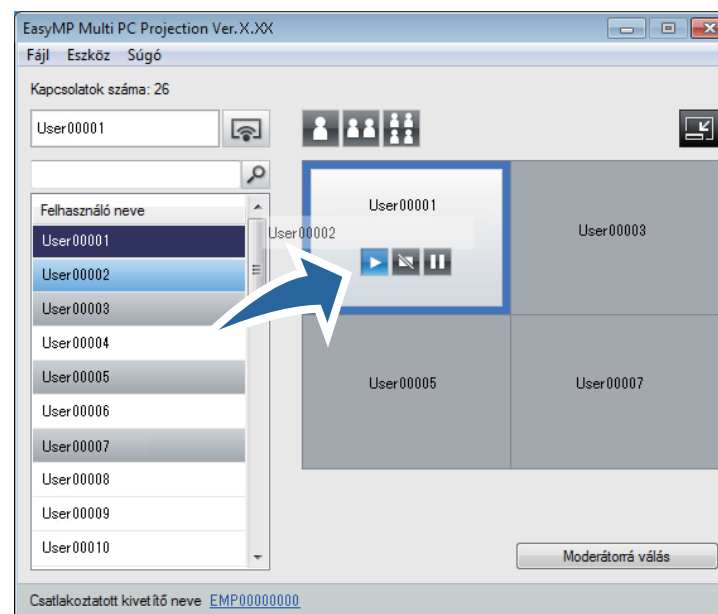 EasyMP Multi PC Projection Ver.X.XX
Fájl Eszköz Súgó
Kapcsolatok száma: 26
User00001
Felhasználó neve
User00001
User00002
User00003
User00004
User00005
User00006
User00007
User00008
User00009
User00010
User00002
User00001
User00003
User00005
User00007
Moderátorrá válás
Csatlakoztatott kivetítő neve EMP00000000